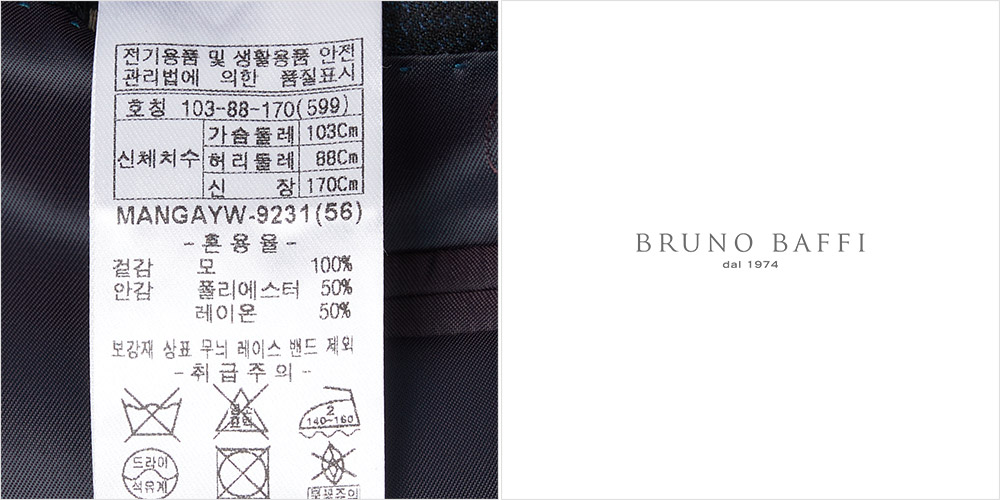 전기용품 및 생활용품 안전
관리법에 의한 품질표시
호칭 103-88-170(599)
신체치수
가슴둘레 103Cm
허리둘레 88Cm
신 장 170Cm
MANGAYW-9231(56)
-혼용율-
겉감 모 100%
안감 폴리에스터 50%
레이온 50%
보강재 상표 무늬 레이스 밴드 제외
-취급주의-
염소
표백
2
140~160
드라이
석유계
BRUNO BAFFI
dal 1974